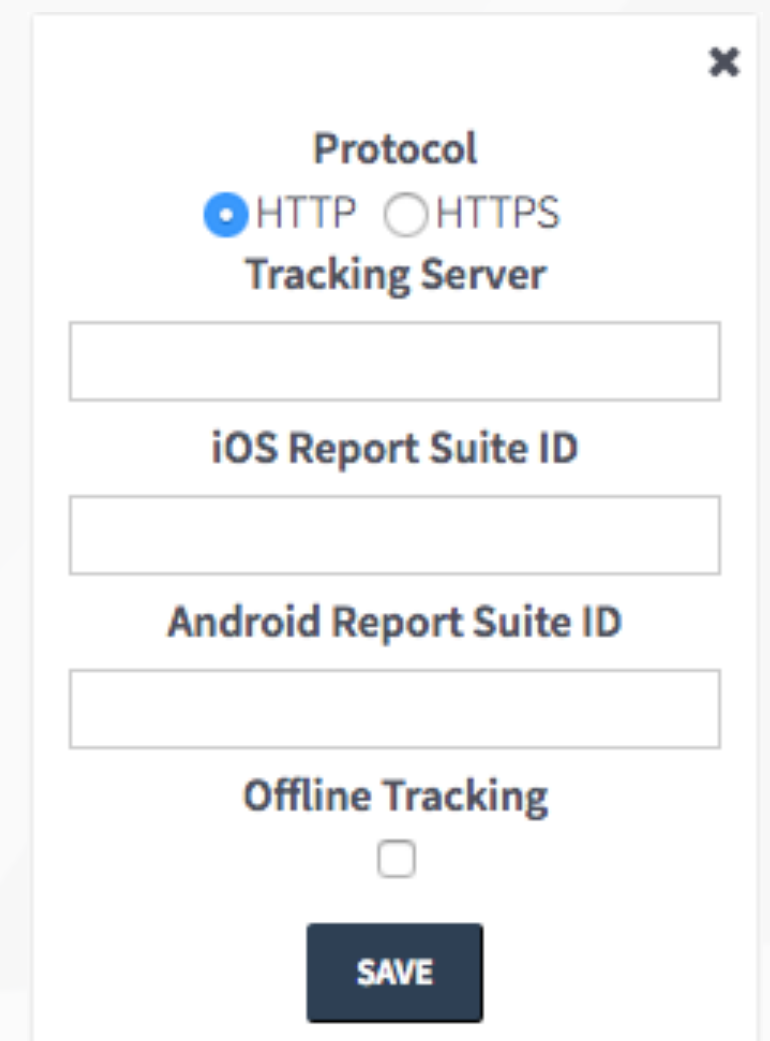 Protocol
HTTP HTTPS
Tracking Server
iOS Report Suite ID
Android Report Suite ID
Offline Tracking
SAVE